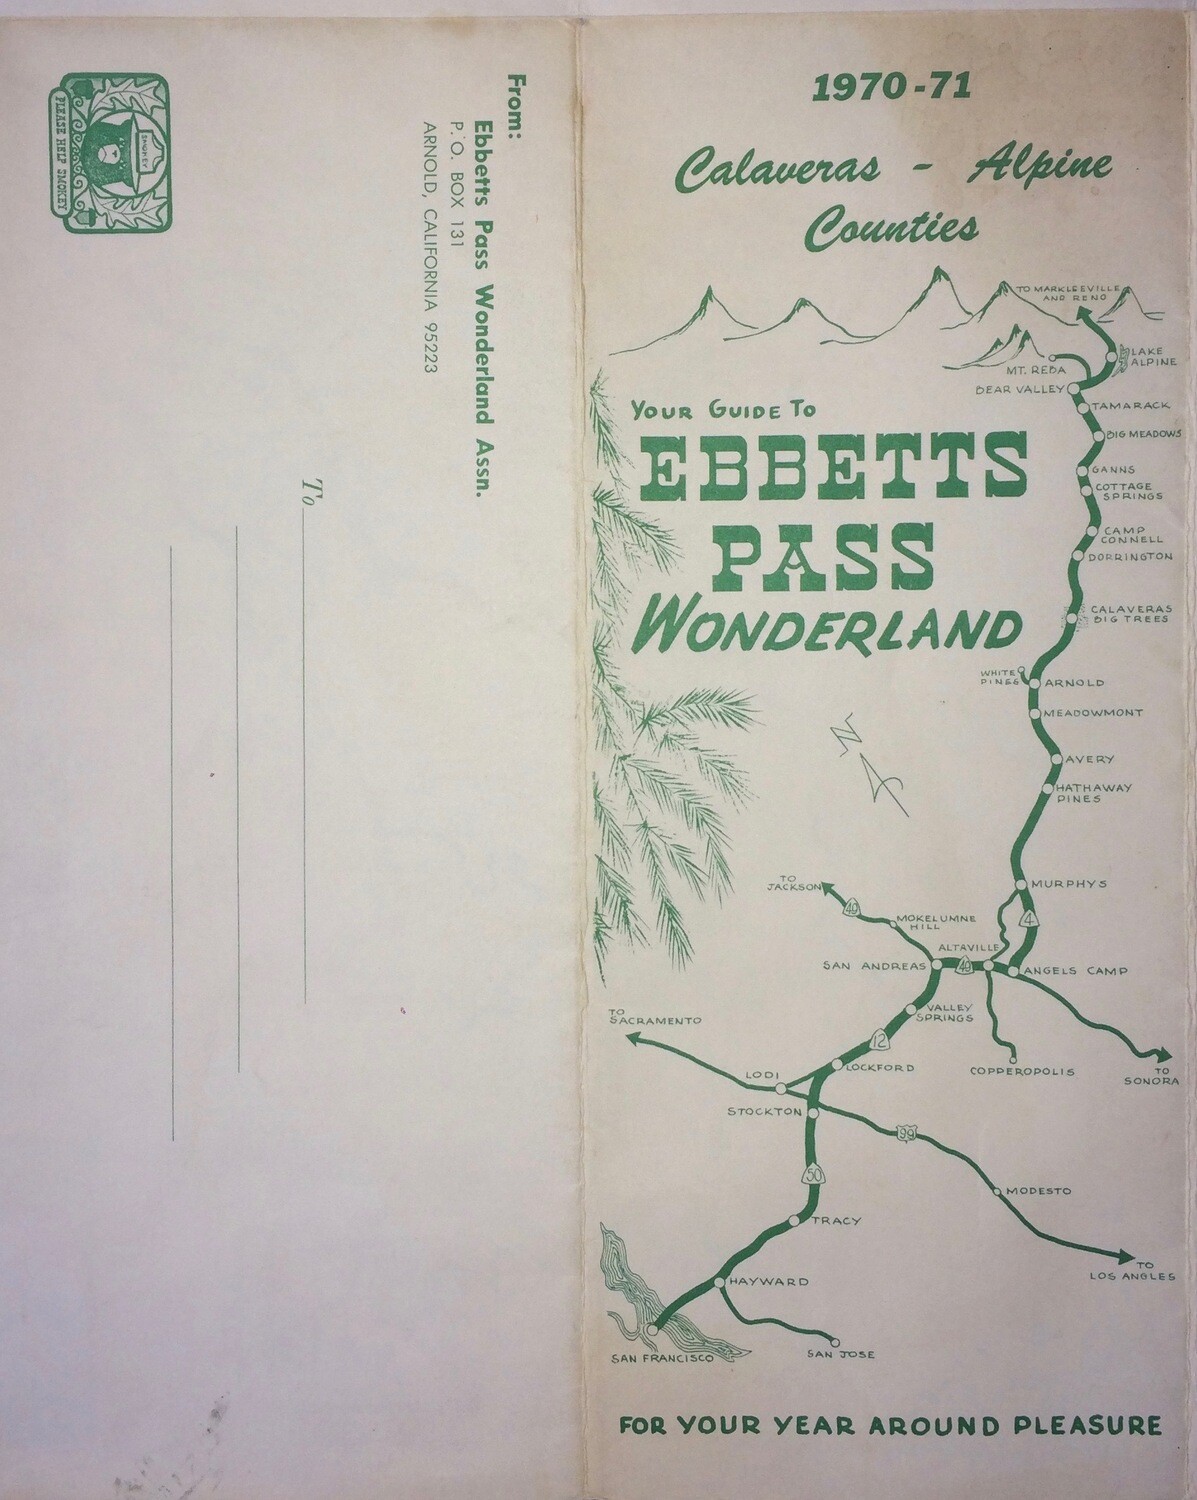 PLEASE HELP SMOKEY
SMOKEY
From:
Ebbetts Pass Wonderland Assn.
P. O. BOX 131
ARNOLD, CALIFORNIA 95223
To
1970-71
Calaveras - Alpine
Counties
TO MARKLEEVILLE
AND RENO
LAKE
ALPINE
MT. REBA
BEAR VALLEY
TAMARACK
YOUR GUIDE TO
EBBETTS
PASS
WONDERLAND
BIG MEADOWS
GANNS
COTTAGE
SPRINGS
CAMP
CONNELL
DORRINGTON
CALAVERAS
BIG TREES
WHITE
PINES
ARNOLD
MEADOWMONT
N
AVERY
HATHAWAY
PINES
TO
JACKSON
MURPHYS
49
MOKELUMNE
HILL
4
ALTAVILLE
SAN ANDREAS
49
ANGELS CAMP
TO
SACRAMENTO
VALLEY
SPRINGS
12
LOCKFORD
COPPEROPOLIS
TO
SONORA
LODI
STOCKTON
99
50
MODESTO
TRACY
TO
LOS ANGLES
HAYWARD
SAN FRANCISCO
SAN JOSE
FOR YOUR YEAR AROUND PLEASURE